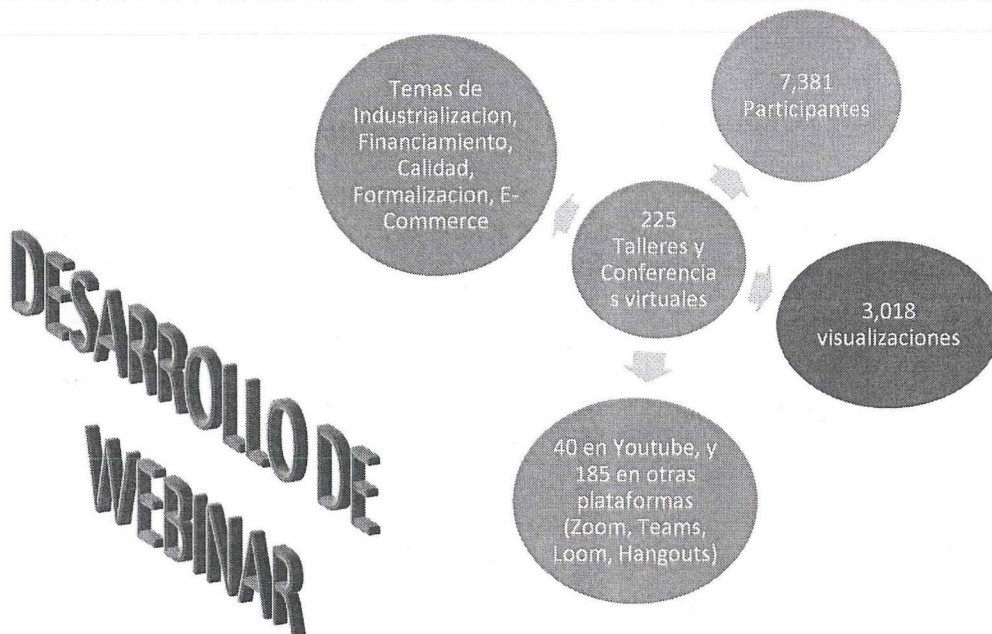 Temas de
Industrializacion,
Financiamiento,
Calidad,
Formalizacion, E-
Commerce
7,381
Participantes
225
Talleres y
Conferencia
s virtuales
3,018
visualizaciones
40 en Youtube, y
185 en otras
plataformas
(Zoom, Teams,
Loom, Hangouts)
DESARROLLO DE
WEBINAR